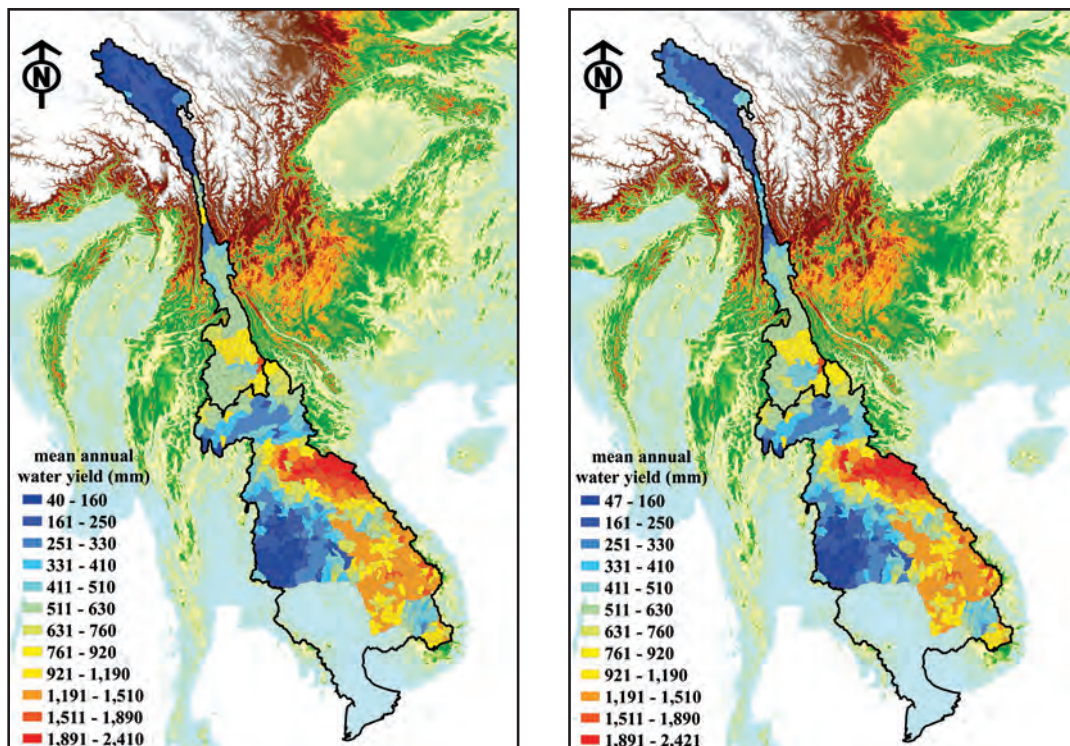 N
mean annual
water yield (mm)
40 - 160
161 - 250
251 - 330
331 - 410
411 - 510
511 - 630
631 - 760
761 - 920
921 - 1,190
1,191 - 1,510
1,511 - 1,890
1,891 - 2,410
N
mean annual
water yield (mm)
47 - 160
161 - 250
251 - 330
331 - 410
411 - 510
511 - 630
631 - 760
761 - 920
921 - 1,190
1,191 - 1,510
1,511 - 1,890
1,891 - 2,421